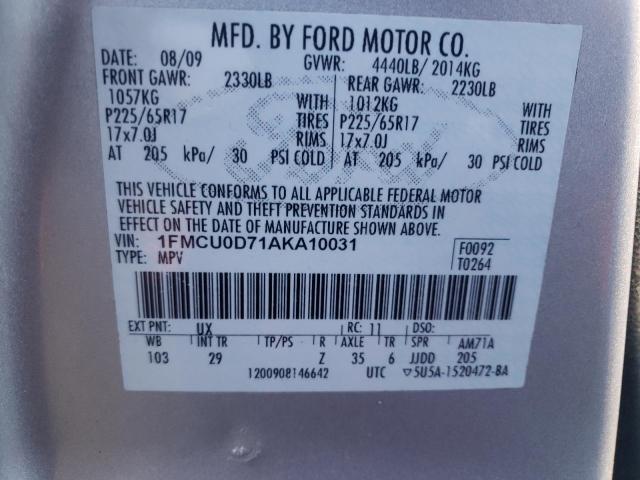 MFD. BY FORD MOTOR CO.
DATE: 08/09 GVWR: 4440LB/ 2014KG
FRONT GAWR: 2330LB REAR GAWR: 2230LB
1057KG WITH 1012KG WITH
P225/65R17 TIRES P225/65R17 TIRES
17x7.0J RIMS 17x7.0J RIMS
AT 205 kPa/ 30 PSI COLD AT 205 kPa/ 30 PSI COLD
THIS VEHICLE CONFORMS TO ALL APPLICABLE FEDERAL MOTOR
VEHICLE SAFETY AND THEFT PREVENTION STANDARDS IN
EFFECT ON THE DATE OF MANUFACTURE SHOWN ABOVE.
VIN: 1FMCU0D71AKA10031 F0092
TYPE: MPV T0264
EXT PNT: UX RC: 11 DSO:
WB INT TR TP/PS R AXLE TR SPR AM71A
103 29 Z 35 6 JJDD 205
1200908146642 UTC ▽5U5A-1520472-BA